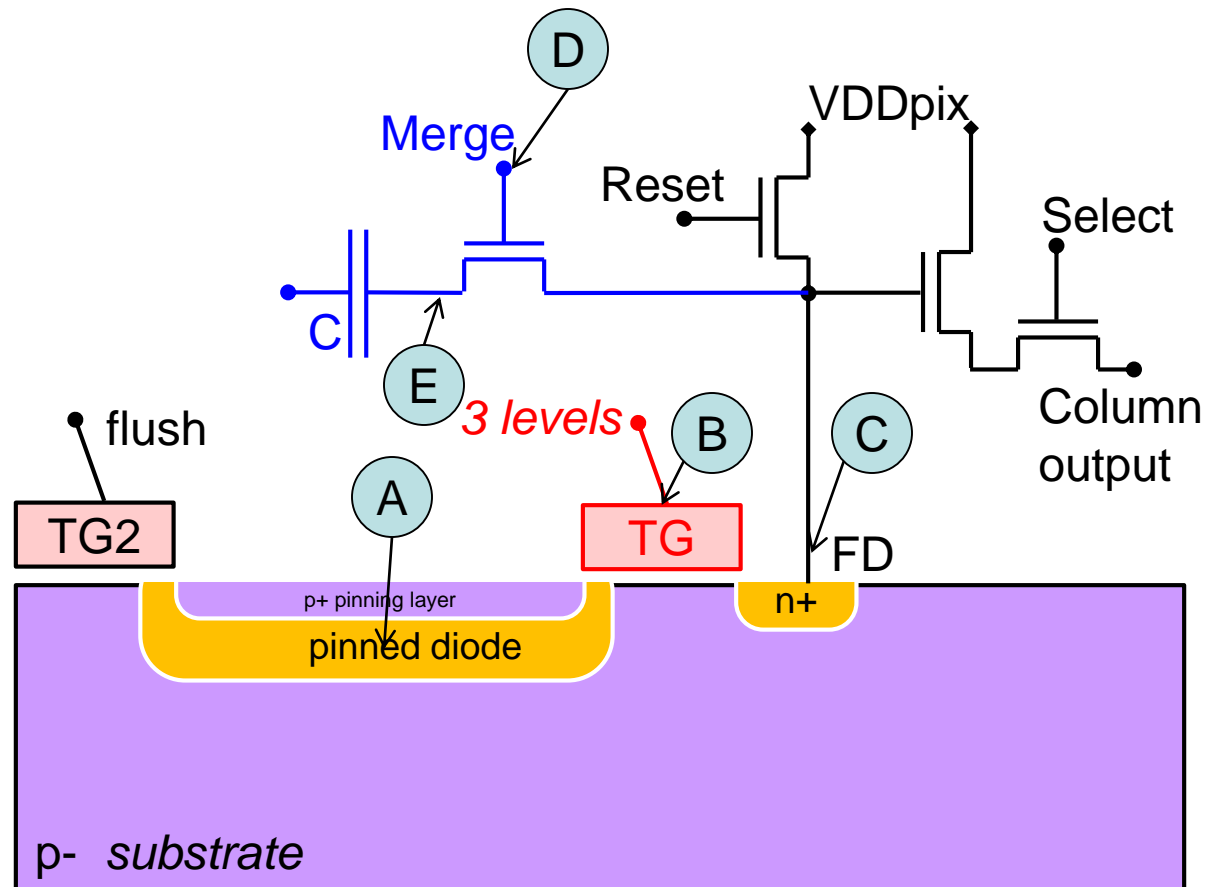 D
VDDpix
Merge
Reset
Select
C
E
3 levels
B
C
Column
output
flush
A
TG2
TG
FD
p+ pinning layer
n+
pinned diode
p- substrate